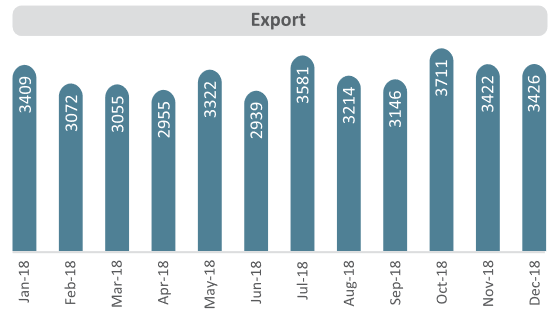 Export
3409
3072
3055
2955
3322
2939
3581
3214
3146
3711
3422
3426
Jan-18
Feb-18
Mar-18
Apr-18
May-18
Jun-18
Jul-18
Aug-18
Sep-18
Oct-18
Nov-18
Dec-18